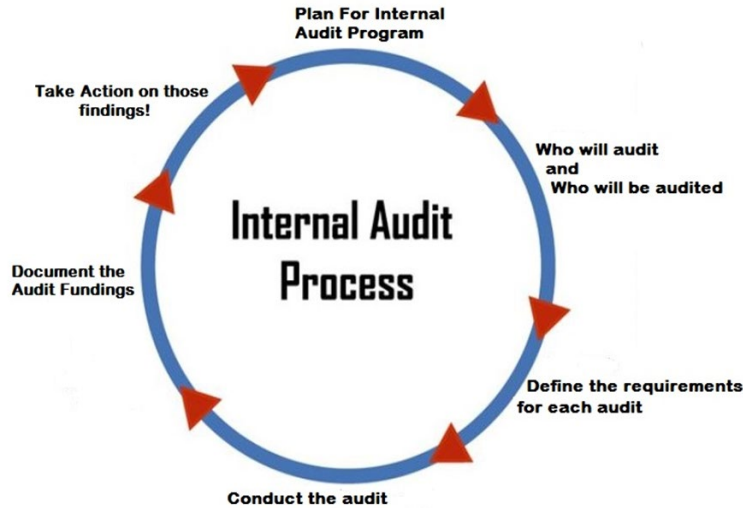 Plan For Internal
Audit Program
Who will audit
and
Who will be audited
Define the requirements
for each audit
Conduct the audit
Document the
Audit Fundings
Take Action on those
findings!
Internal Audit
Process